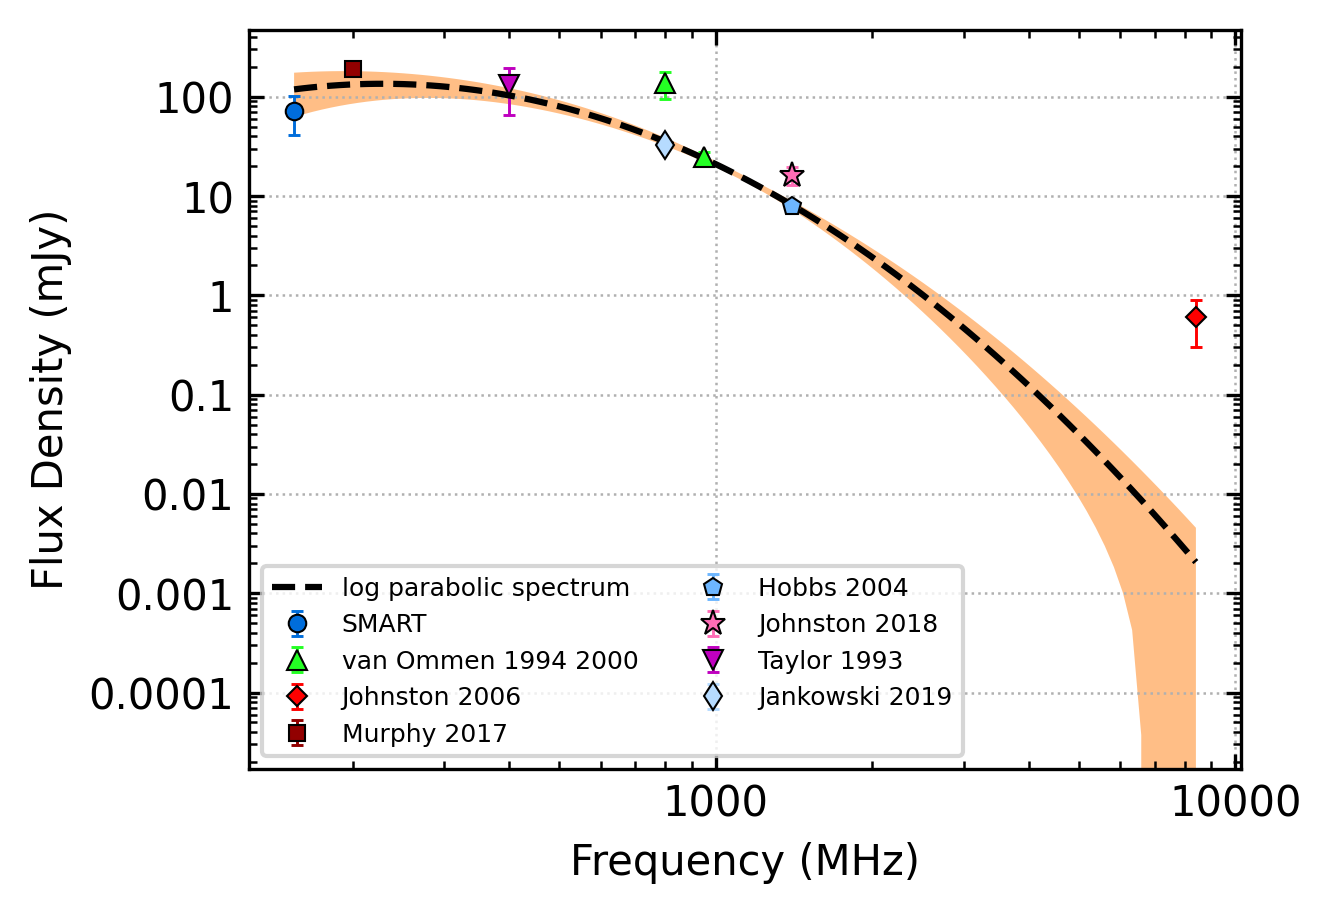 100
10
1
0.1
0.01
0.001
0.0001
Flux Density (mJy)
log parabolic spectrum
SMART
van Ommen 1994 2000
Johnston 2006
Murphy 2017
Hobbs 2004
Johnston 2018
Taylor 1993
Jankowski 2019
1000
10000
Frequency (MHz)